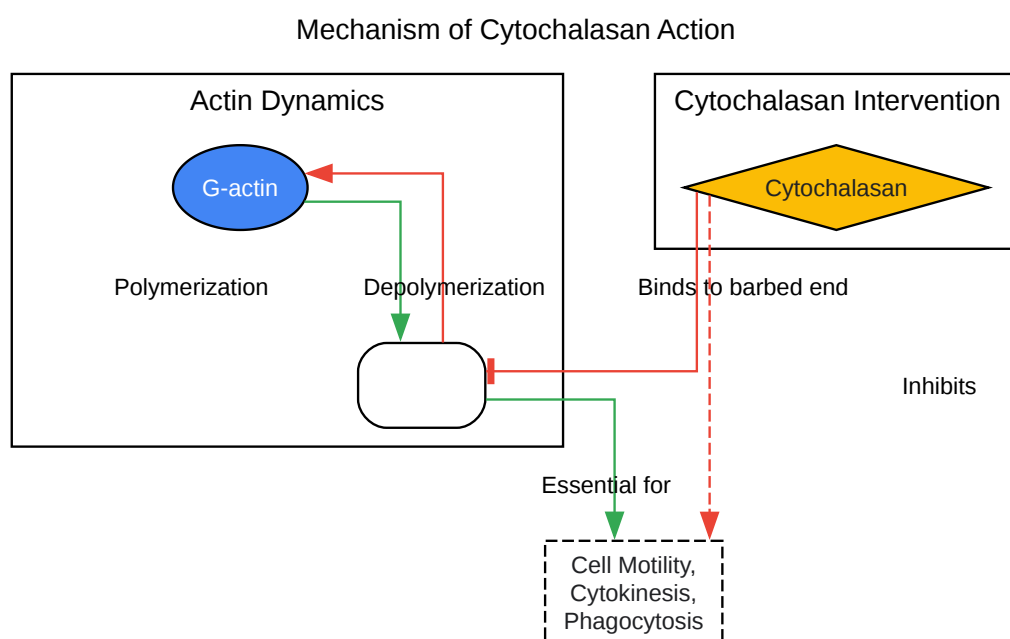 Mechanism of Cytochalasan Action
Actin Dynamics
Cytochalasan Intervention
G-actin
Cytochalasan
Polymerization
Depolymerization
Binds to barbed end
Inhibits
Essential for
Cell Motility,
Cytokinesis,
Phagocytosis